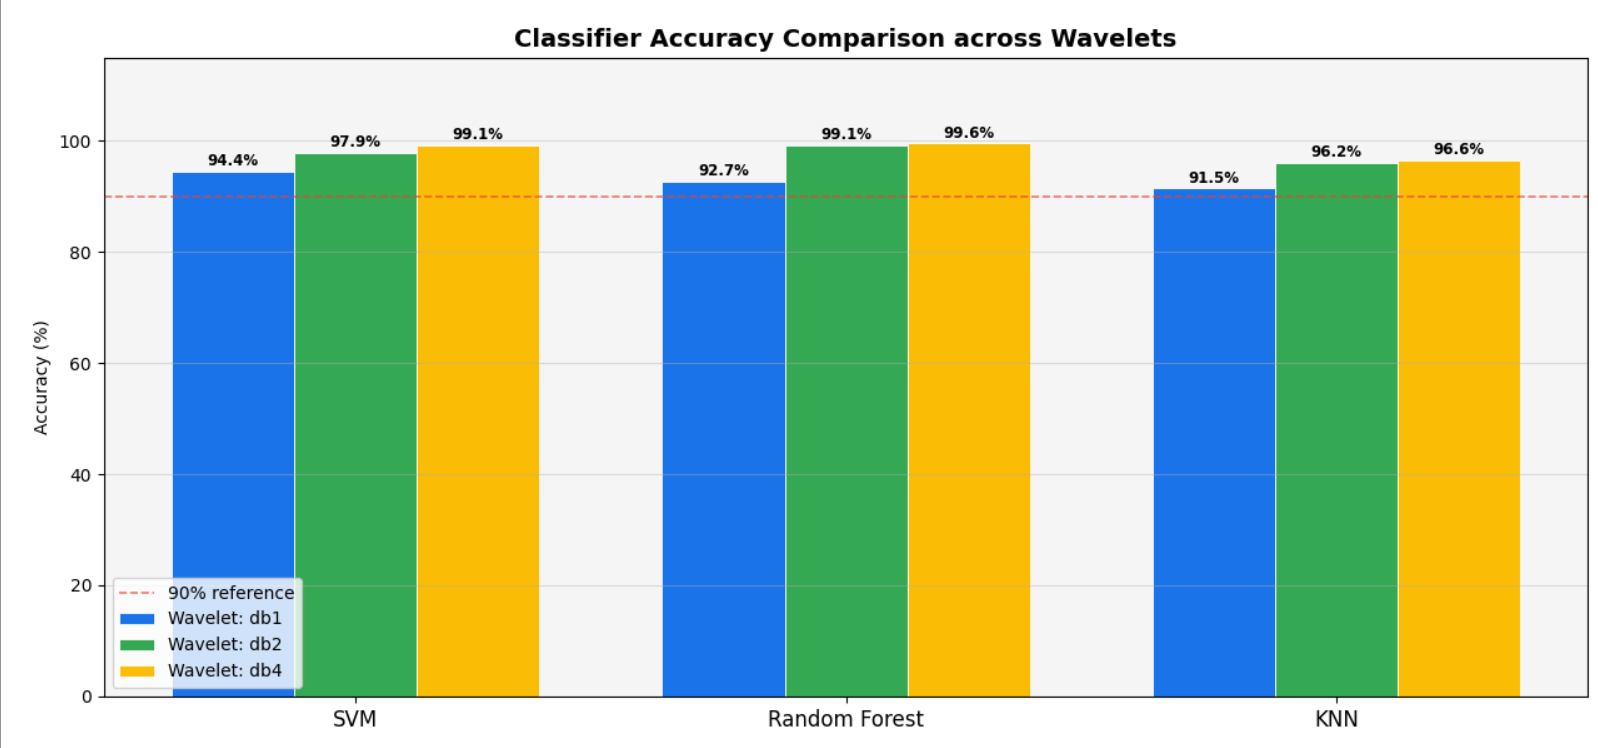 Classifier Accuracy Comparison across Wavelets
Accuracy (%)
100
80
60
40
20
0
94.4%
97.9%
99.1%
92.7%
99.1%
99.6%
91.5%
96.2%
96.6%
90% reference
Wavelet: db1
Wavelet: db2
Wavelet: db4
SVM
Random Forest
KNN